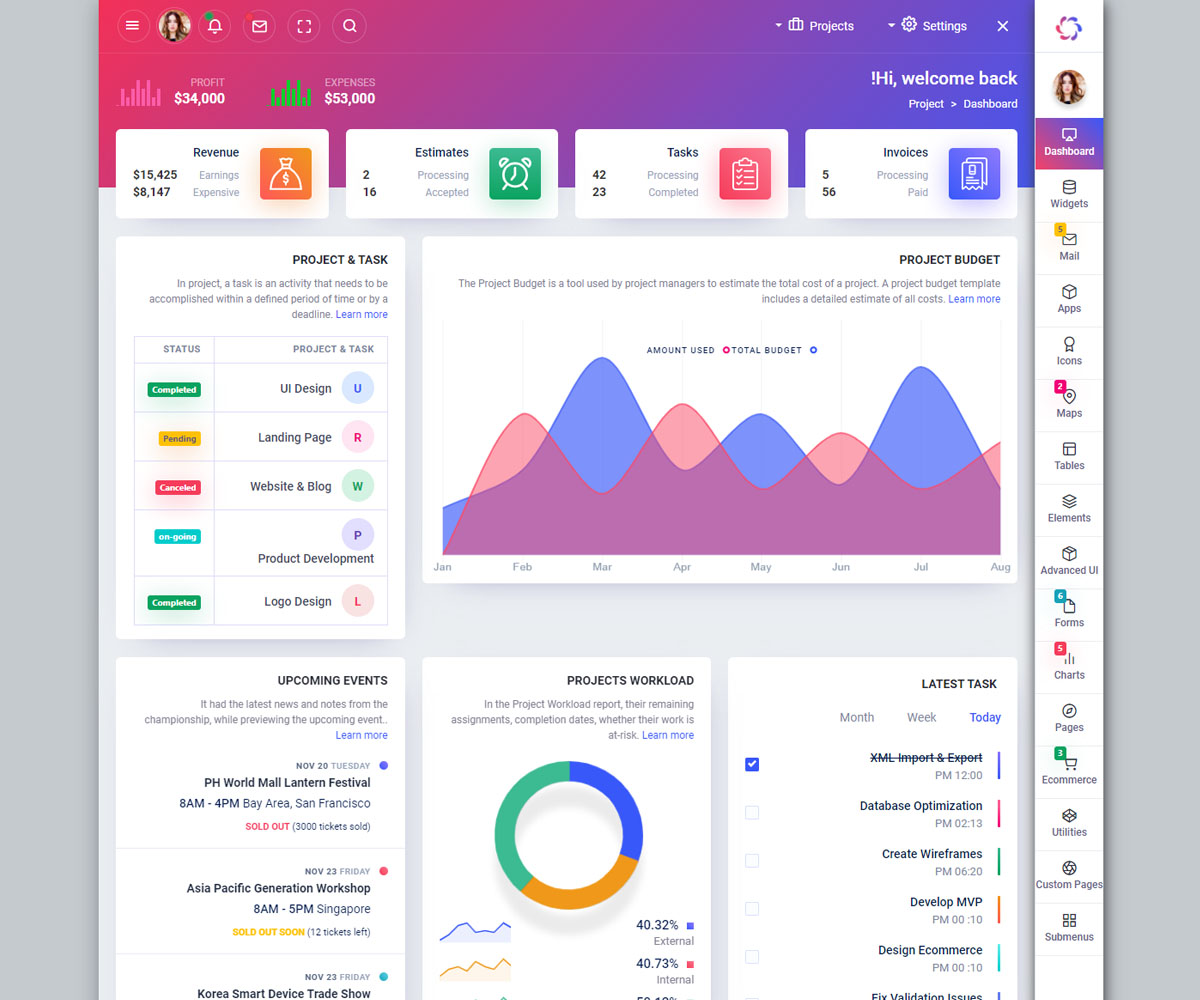 Projects
Settings
PROFIT
$34,000
EXPENSES
$53,000
!Hi, welcome back
Project > Dashboard
Revenue
$15,425 Earnings
$8,147 Expensive
Estimates
2 Processing
16 Accepted
Tasks
42 Processing
23 Completed
Invoices
5 Processing
56 Paid
PROJECT & TASK
In project, a task is an activity that needs to be
accomplished within a defined period of time or by a
deadline. Learn more
STATUS PROJECT & TASK
Completed UI Design U
Pending Landing Page R
Canceled Website & Blog W
on-going P
Product Development
Completed Logo Design L
PROJECT BUDGET
The Project Budget is a tool used by project managers to estimate the total cost of a project. A project budget template
includes a detailed estimate of all costs. Learn more
AMOUNT USED TOTAL BUDGET
Jan Feb Mar Apr May Jun Jul Aug
UPCOMING EVENTS
It had the latest news and notes from the
championship, while previewing the upcoming event..
Learn more
NOV 20 TUESDAY
PH World Mall Lantern Festival
8AM - 4PM Bay Area, San Francisco
SOLD OUT (3000 tickets sold)
NOV 23 FRIDAY
Asia Pacific Generation Workshop
8AM - 5PM Singapore
SOLD OUT SOON (12 tickets left)
NOV 23 FRIDAY
Korea Smart Device Trade Show
PROJECTS WORKLOAD
In the Project Workload report, their remaining
assignments, completion dates, whether their work is
at-risk. Learn more
40.32%
External
40.73%
Internal
LATEST TASK
Month Week Today
XML Import & Export
PM 12:00
Database Optimization
PM 02:13
Create Wireframes
PM 06:20
Develop MVP
PM 00 :10
Design Ecommerce
PM 00 :10
Fix Validation Issues
Dashboard
Widgets
5
Mail
Apps
Icons
2
Maps
Tables
Elements
Advanced UI
6
Forms
5
Charts
Pages
3
Ecommerce
Utilities
Custom Pages
Submenus